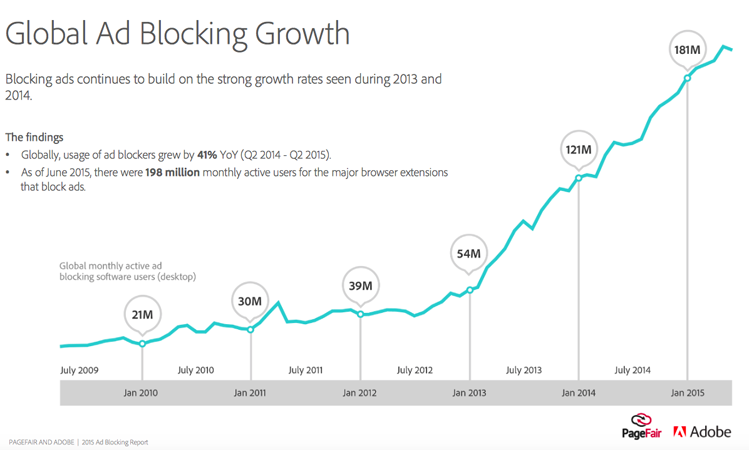 Global Ad Blocking Growth
Blocking ads continues to build on the strong growth rates seen during 2013 and
2014.
The findings
• Globally, usage of ad blockers grew by 41% YoY (Q2 2014 - Q2 2015).
• As of June 2015, there were 198 million monthly active users for the major browser extensions
that block ads.
Global monthly active ad
blocking software users (desktop)
21M
30M
39M
54M
121M
181M
July 2009
July 2010
July 2011
July 2012
July 2013
July 2014
Jan 2010
Jan 2011
Jan 2012
Jan 2013
Jan 2014
Jan 2015
PAGEFAIR AND ADOBE | 2015 Ad Blocking Report
PageFair
Adobe